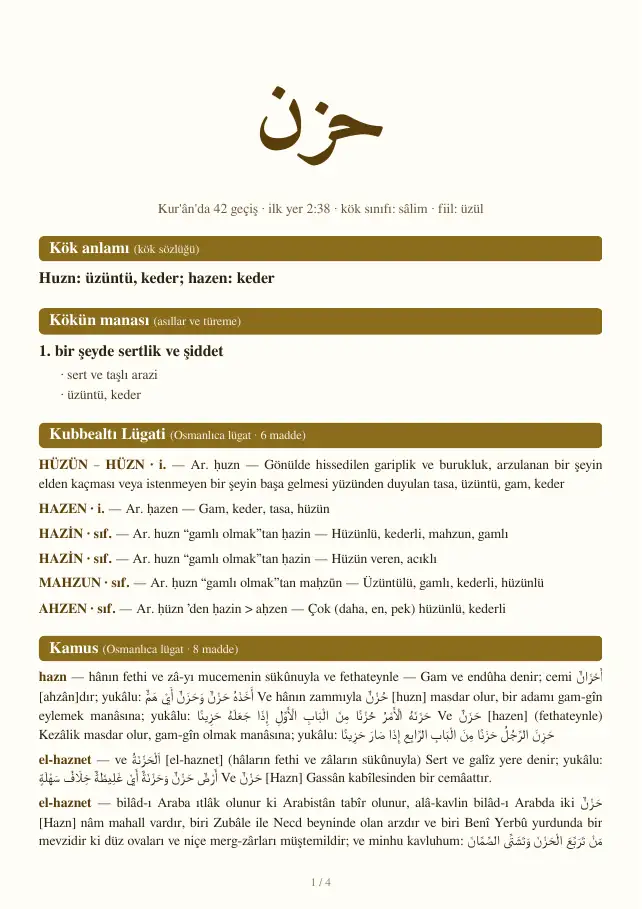 حزن
Kur'ân'da 42 geçiş · ilk yer 2:38 · kök sınıfı: sâlim · fiil: üzül
Kök anlamı (kök sözlüğü)
Huzn: üzüntü, keder; hazen: keder
Kökün manası (asıllar ve türeme)
1. bir şeyde sertlik ve şiddet
· sert ve taşlı arazi
· üzüntü, keder
Kubbealtı Lügati (Osmanlıca lügat · 6 madde)
HÜZÜN – HÜZN · i. — Ar. ḥuzn — Gönülde hissedilen gariplik ve burukluk, arzulanan bir şeyin
elden kaçması veya istenmeyen bir şeyin başa gelmesi yüzünden duyulan tasa, üzüntü, gam, keder
HAZEN · i. — Ar. ḥazen — Gam, keder, tasa, hüzün
HAZİN · sıf. — Ar. huzn “gamlı olmak”tan ḥazin — Hüzünlü, kederli, mahzun, gamlı
HAZİN · sıf. — Ar. ḥuzn “gamlı olmak”tan ḥazin — Hüzün veren, acıklı
MAHZUN · sıf. — Ar. ḥuzn “gamlı olmak”tan maḥzūn — Üzüntülü, gamlı, kederli, hüzünlü
AHZEN · sıf. — Ar. ḥüzn ’den ḥazin > aḥzen — Çok (daha, en, pek) hüzünlü, kederli
Kamus (Osmanlıca lügat · 8 madde)
hazn — hânın fethi ve zâ-yı mucemenin sükûnuyla ve fethateynle — Gam ve endûha denir; cemi أَحْزَانٌ
[ahzân]dır; yukâlu: أَخَذَهُ حَزْنٌ وَحَزَنٌ أَيْ هَمٌّ Ve hânın zammıyla حُزْنٌ [huzn] masdar olur, bir adamı gam-gîn
eylemek manâsına; yukâlu: حَزَنَهُ الْأَمْرُ حُزْنًا مِنَ الْبَابِ الْأَوَّلِ إِذَا جَعَلَهُ حَزِينًا Ve حَزَنٌ [hazen] (fethateynle)
Kezâlik masdar olur, gam-gîn olmak manâsına; yukâlu: حَزِنَ الرَّجُلُ حَزَنًا مِنَ الْبَابِ الرَّابِعِ إِذَا صَارَ حَزِينًا
el-haznet — ve اَلْحَزْنَةُ [el-haznet] (hâların fethi ve zâların sükûnuyla) Sert ve galîz yere denir; yukâlu:
أَرْضٌ حَزْنٌ وَحَزْنَةٌ أَيْ غَلِيظَةٌ خِلَافُ سَهْلَةٍ Ve حَزْنٌ [Hazn] Gassân kabîlesinden bir cemâattır.
el-haznet — bilâd-ı Araba ıtlâk olunur ki Arabistân tabîr olunur, alâ-kavlin bilâd-ı Arabda iki حَزْنٌ
[Hazn] nâm mahall vardır, biri Zubâle ile Necd beyninde olan arzdır ve biri Benî Yerbû yurdunda bir
mevzidir ki düz ovaları ve niçe merg-zârları müştemildir; ve minhu kavluhum: مَنْ تَرَبَّعَ الْحَزْنَ وَتَشَتَّى الصَّمَّانَ
1 / 4